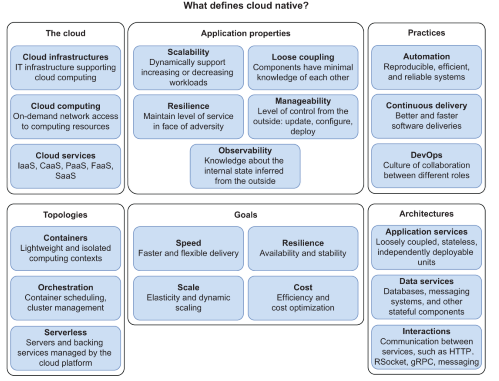 What defines cloud native?
The cloud
Cloud infrastructures
IT infrastructure supporting
cloud computing
Cloud computing
On-demand network access
to computing resources
Cloud services
IaaS, CaaS, PaaS, FaaS,
SaaS
Application properties
Scalability
Dynamically support
increasing or decreasing
workloads
Loose coupling
Components have minimal
knowledge of each other
Resilience
Maintain level of service
in face of adversity
Manageability
Level of control from the
outside: update, configure,
deploy
Observability
Knowledge about the
internal state inferred
from the outside
Practices
Automation
Reproducible, efficient,
and reliable systems
Continuous delivery
Better and faster
software deliveries
DevOps
Culture of collaboration
between different roles
Topologies
Containers
Lightweight and isolated
computing contexts
Orchestration
Container scheduling,
cluster management
Serverless
Servers and backing
services managed by the
cloud platform
Goals
Speed
Faster and flexible delivery
Resilience
Availability and stability
Scale
Elasticity and dynamic
scaling
Cost
Efficiency and
cost optimization
Architectures
Application services
Loosely coupled, stateless,
independently deployable
units
Data services
Databases, messaging
systems, and other
stateful components
Interactions
Communication between
services, such as HTTP.
RSocket, gRPC, messaging